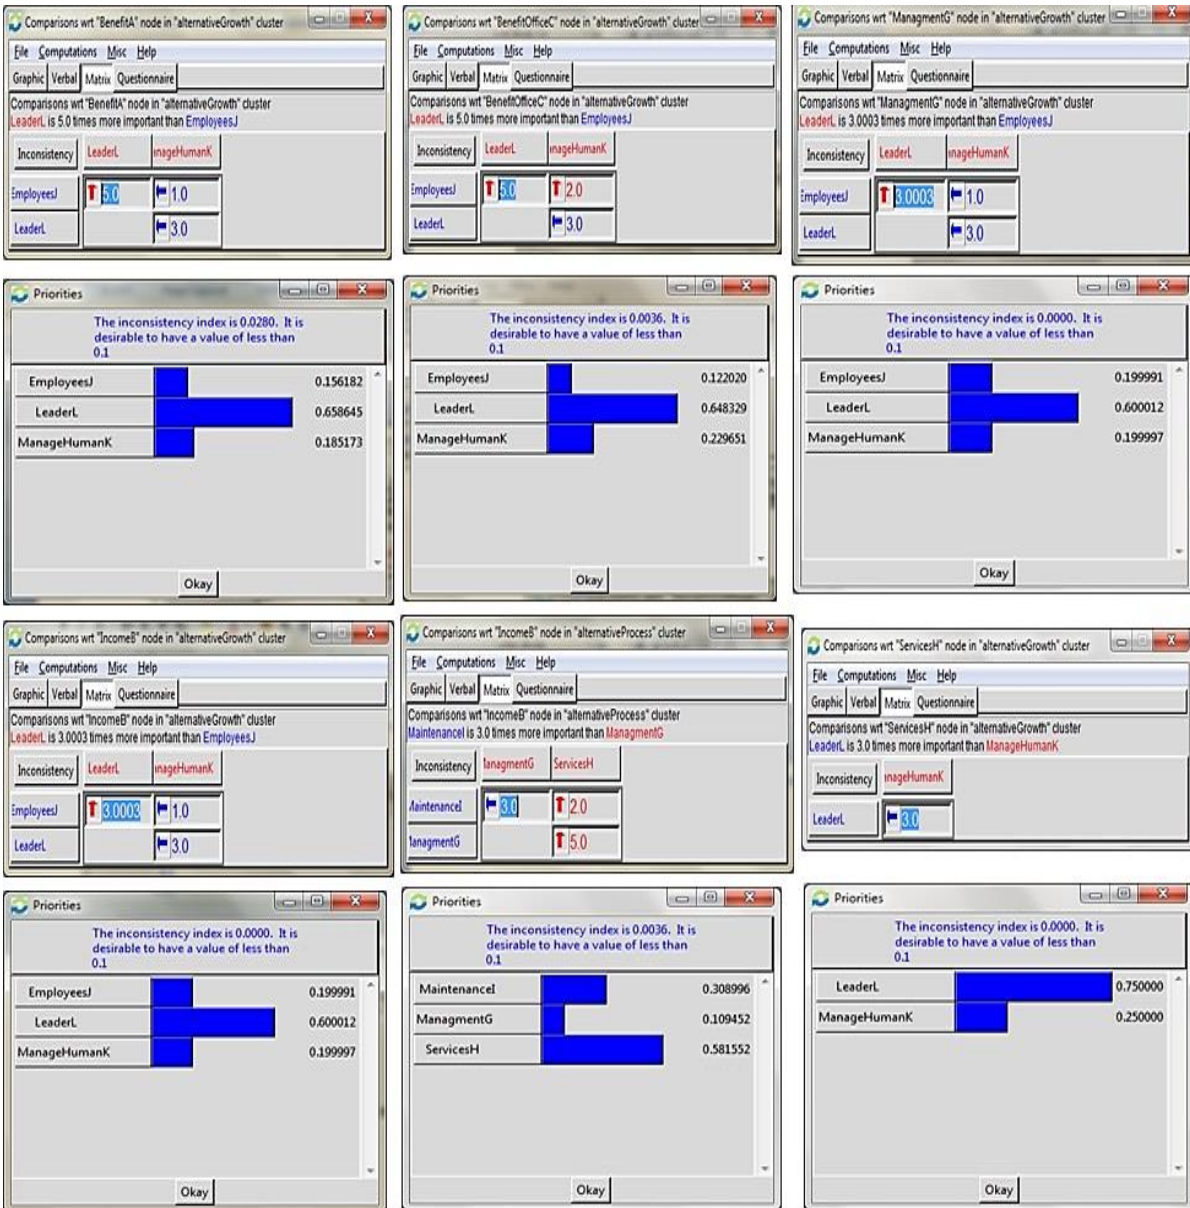 Comparisons wrt "BenefitA" node in "alternativeGrowth" cluster
File Computations Misc Help
Graphic Verbal Matrix Questionnaire
Comparisons wrt "BenefitA" node in "alternativeGrowth" cluster
LeaderL is 5.0 times more important than EmployeesJ
Inconsistency LeaderL anageHumanK
EmployeesJ 5.0 1.0
LeaderL 3.0
Comparisons wrt "BenefitOfficeC" node in "alternativeGrowth" cluster
File Computations Misc Help
Graphic Verbal Matrix Questionnaire
Comparisons wrt "BenefitOfficeC" node in "alternativeGrowth" cluster
LeaderL is 5.0 times more important than EmployeesJ
Inconsistency LeaderL anageHumanK
EmployeesJ 5.0 2.0
LeaderL 3.0
Comparisons wrt "ManagmentG" node in "alternativeGrowth" cluster
File Computations Misc Help
Graphic Verbal Matrix Questionnaire
Comparisons wrt "ManagmentG" node in "alternativeGrowth" cluster
LeaderL is 3.0003 times more important than EmployeesJ
Inconsistency LeaderL anageHumanK
EmployeesJ 3.0003 1.0
LeaderL 3.0
Priorities
The inconsistency index is 0.0280. It is
desirable to have a value of less than
0.1
EmployeesJ 0.156182
LeaderL 0.658645
ManageHumanK 0.185173
Okay
Priorities
The inconsistency index is 0.0036. It is
desirable to have a value of less than
0.1
EmployeesJ 0.122020
LeaderL 0.648329
ManageHumanK 0.229651
Okay
Priorities
The inconsistency index is 0.0000. It is
desirable to have a value of less than
0.1
EmployeesJ 0.199991
LeaderL 0.600012
ManageHumanK 0.199997
Okay
Comparisons wrt "IncomeB" node in "alternativeGrowth" cluster
File Computations Misc Help
Graphic Verbal Matrix Questionnaire
Comparisons wrt "IncomeB" node in "alternativeGrowth" cluster
LeaderL is 3.0003 times more important than EmployeesJ
Inconsistency LeaderL anageHumanK
EmployeesJ 3.0003 1.0
LeaderL 3.0
Comparisons wrt "IncomeB" node in "alternativeProcess" cluster
File Computations Misc Help
Graphic Verbal Matrix Questionnaire
Comparisons wrt "IncomeB" node in "alternativeProcess" cluster
MaintenanceI is 3.0 times more important than ManagmentG
Inconsistency lanagmentG ServicesH
MaintenanceI 3.0 2.0
lanagmentG 5.0
Comparisons wrt "ServicesH" node in "alternativeGrowth" cluster
File Computations Misc Help
Graphic Verbal Matrix Questionnaire
Comparisons wrt "ServicesH" node in "alternativeGrowth" cluster
LeaderL is 3.0 times more important than ManageHumanK
Inconsistency anageHumanK
LeaderL 3.0
Priorities
The inconsistency index is 0.0000. It is
desirable to have a value of less than
0.1
EmployeesJ 0.199991
LeaderL 0.600012
ManageHumanK 0.199997
Okay
Priorities
The inconsistency index is 0.0036. It is
desirable to have a value of less than
0.1
MaintenanceI 0.308996
ManagmentG 0.109452
ServicesH 0.581552
Okay
Priorities
The inconsistency index is 0.0000. It is
desirable to have a value of less than
0.1
LeaderL 0.750000
ManageHumanK 0.250000
Okay